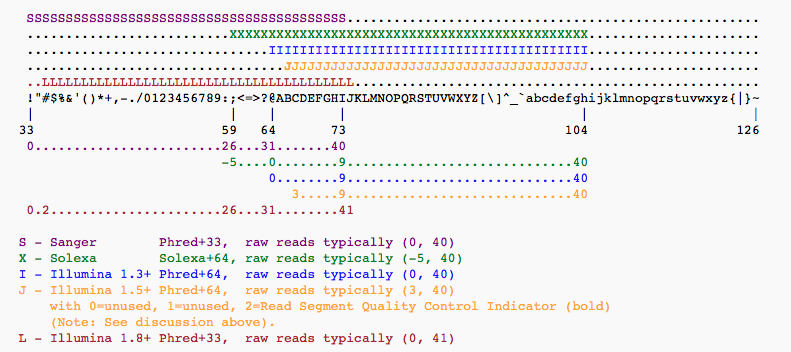 SSSSSSSSSSSSSSSSSSSSSSSSSSSSSSSSSSSSSSSSS.....................................................
..........................XXXXXXXXXXXXXXXXXXXXXXXXXXXXXXXXXXXXXXXXXXXXXX......................
...............................IIIIIIIIIIIIIIIIIIIIIIIIIIIIIIIIIIIIIIIII......................
.................................JJJJJJJJJJJJJJJJJJJJJJJJJJJJJJJJJJJJJJJ......................
..LLLLLLLLLLLLLLLLLLLLLLLLLLLLLLLLLLLLLLLL....................................................
!"#$%&'()*+,-./0123456789:;<=>?@ABCDEFGHIJKLMNOPQRSTUVWXYZ[\]^_`abcdefghijklmnopqrstuvwxyz{|}~
| | | | | |
33 59 64 73 104 126
0........................26...31.......40
-5....0........9.............................40
0........9.............................40
3.....9.............................40
0.2......................26...31........41
S - Sanger Phred+33, raw reads typically (0, 40)
X - Solexa Solexa+64, raw reads typically (-5, 40)
I - Illumina 1.3+ Phred+64, raw reads typically (0, 40)
J - Illumina 1.5+ Phred+64, raw reads typically (3, 40)
with 0=unused, 1=unused, 2=Read Segment Quality Control Indicator (bold)
(Note: See discussion above).
L - Illumina 1.8+ Phred+33, raw reads typically (0, 41)